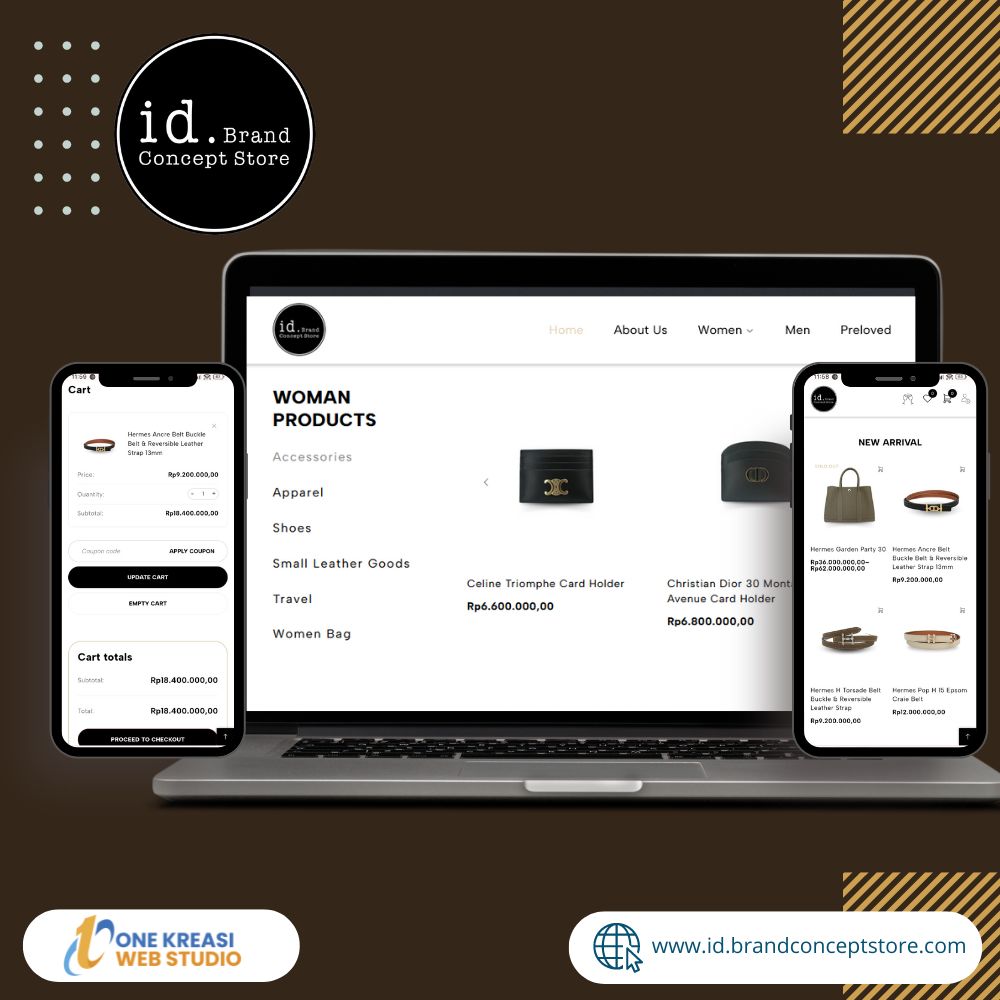 id. Brand
Concept Store
id. Brand
Concept Store
Home
About Us
Women
Men
Preloved
WOMAN
PRODUCTS
Accessories
Apparel
Shoes
Small Leather Goods
Travel
Women Bag
Celine Triomphe Card Holder
Rp6.600.000,00
Christian Dior 30 Mont
Avenue Card Holder
Rp6.800.000,00
11:59
Cart
Hermes Ancre Belt Buckle
Belt & Reversible Leather
Strap 13mm
Price:
Rp9.200.000,00
Quantity:
- 1 +
Subtotal:
Rp18.400.000,00
Coupon code
APPLY COUPON
UPDATE CART
EMPTY CART
Cart totals
Subtotal:
Rp18.400.000,00
Total:
Rp18.400.000,00
PROCEED TO CHECKOUT
11:58
id. Brand
0
0
NEW ARRIVAL
SOLD OUT
Hermes Garden Party 30
Rp36.000.000,00–
Rp62.000.000,00
Hermes Ancre Belt
Buckle Belt & Reversible
Leather Strap 13mm
Rp9.200.000,00
Hermes H Torsade Belt
Buckle & Reversible
Leather Strap
Rp9.200.000,00
Hermes Pop H 15 Epsom
Craie Belt
Rp12.000.000,00
ONE KREASI
WEB STUDIO
www.id.brandconceptstore.com